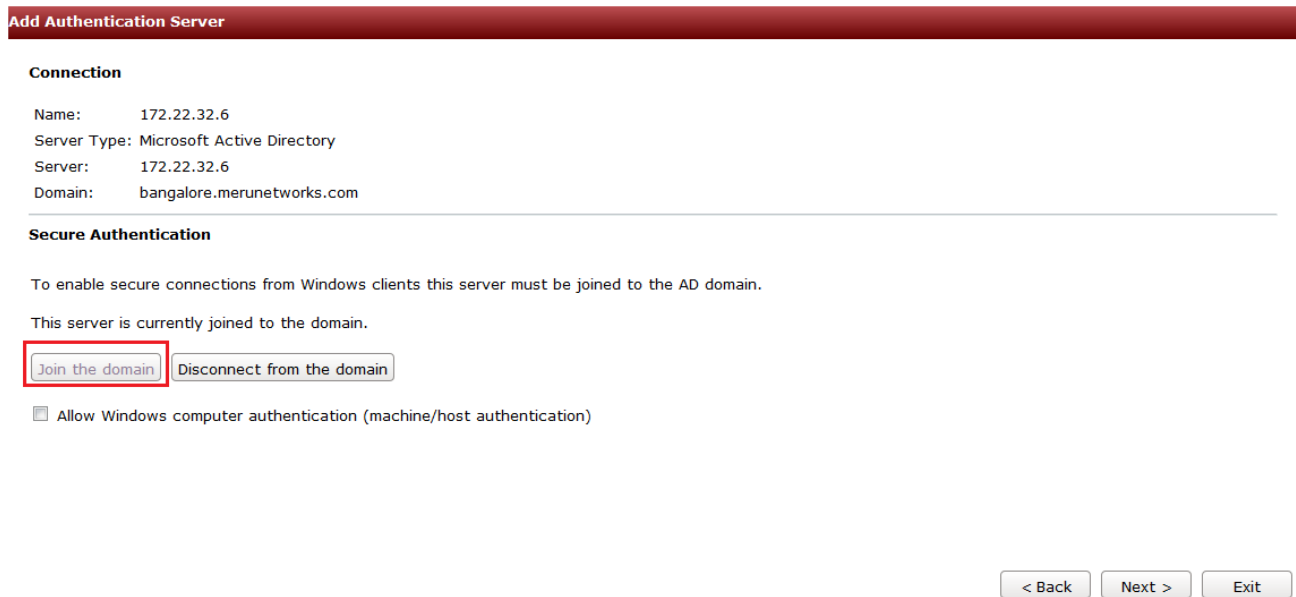 Add Authentication Server
Connection
Name: 172.22.32.6
Server Type: Microsoft Active Directory
Server: 172.22.32.6
Domain: bangalore.merunetworks.com
Secure Authentication
To enable secure connections from Windows clients this server must be joined to the AD domain.
This server is currently joined to the domain.
Join the domain Disconnect from the domain
Allow Windows computer authentication (machine/host authentication)
< Back Next > Exit